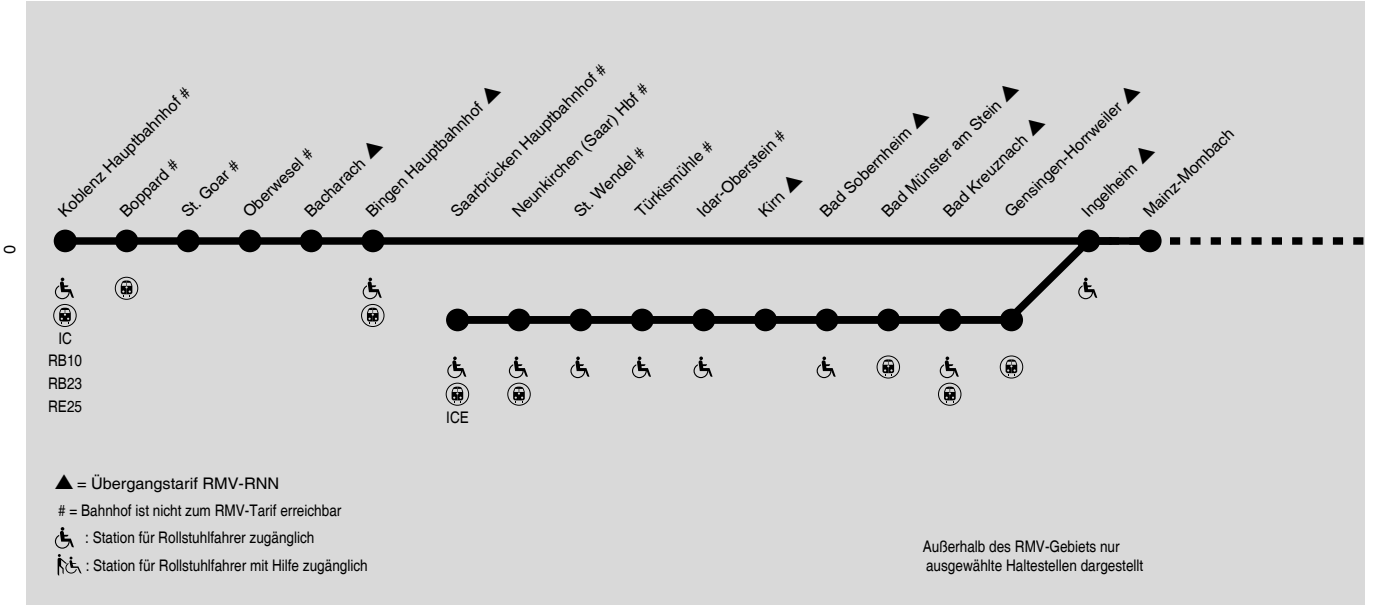 Koblenz Hauptbahnhof #
Boppard #
St. Goar #
Oberwesel #
Bacharach ▲
Bingen Hauptbahnhof ▲
Saarbrücken Hauptbahnhof #
Neunkirchen (Saar) Hbf #
St. Wendel #
Türkismühle #
Idar-Oberstein #
Kirn ▲
Bad Sobernheim ▲
Bad Münster am Stein ▲
Bad Kreuznach ▲
Gensingen-Horrweiler ▲
Ingelheim ▲
Mainz-Mombach
0
IC
RB10
RB23
RE25
ICE
▲ = Übergangstarif RMV-RNN
# = Bahnhof ist nicht zum RMV-Tarif erreichbar
: Station für Rollstuhlfahrer zugänglich
: Station für Rollstuhlfahrer mit Hilfe zugänglich
Außerhalb des RMV-Gebiets nur
ausgewählte Haltestellen dargestellt